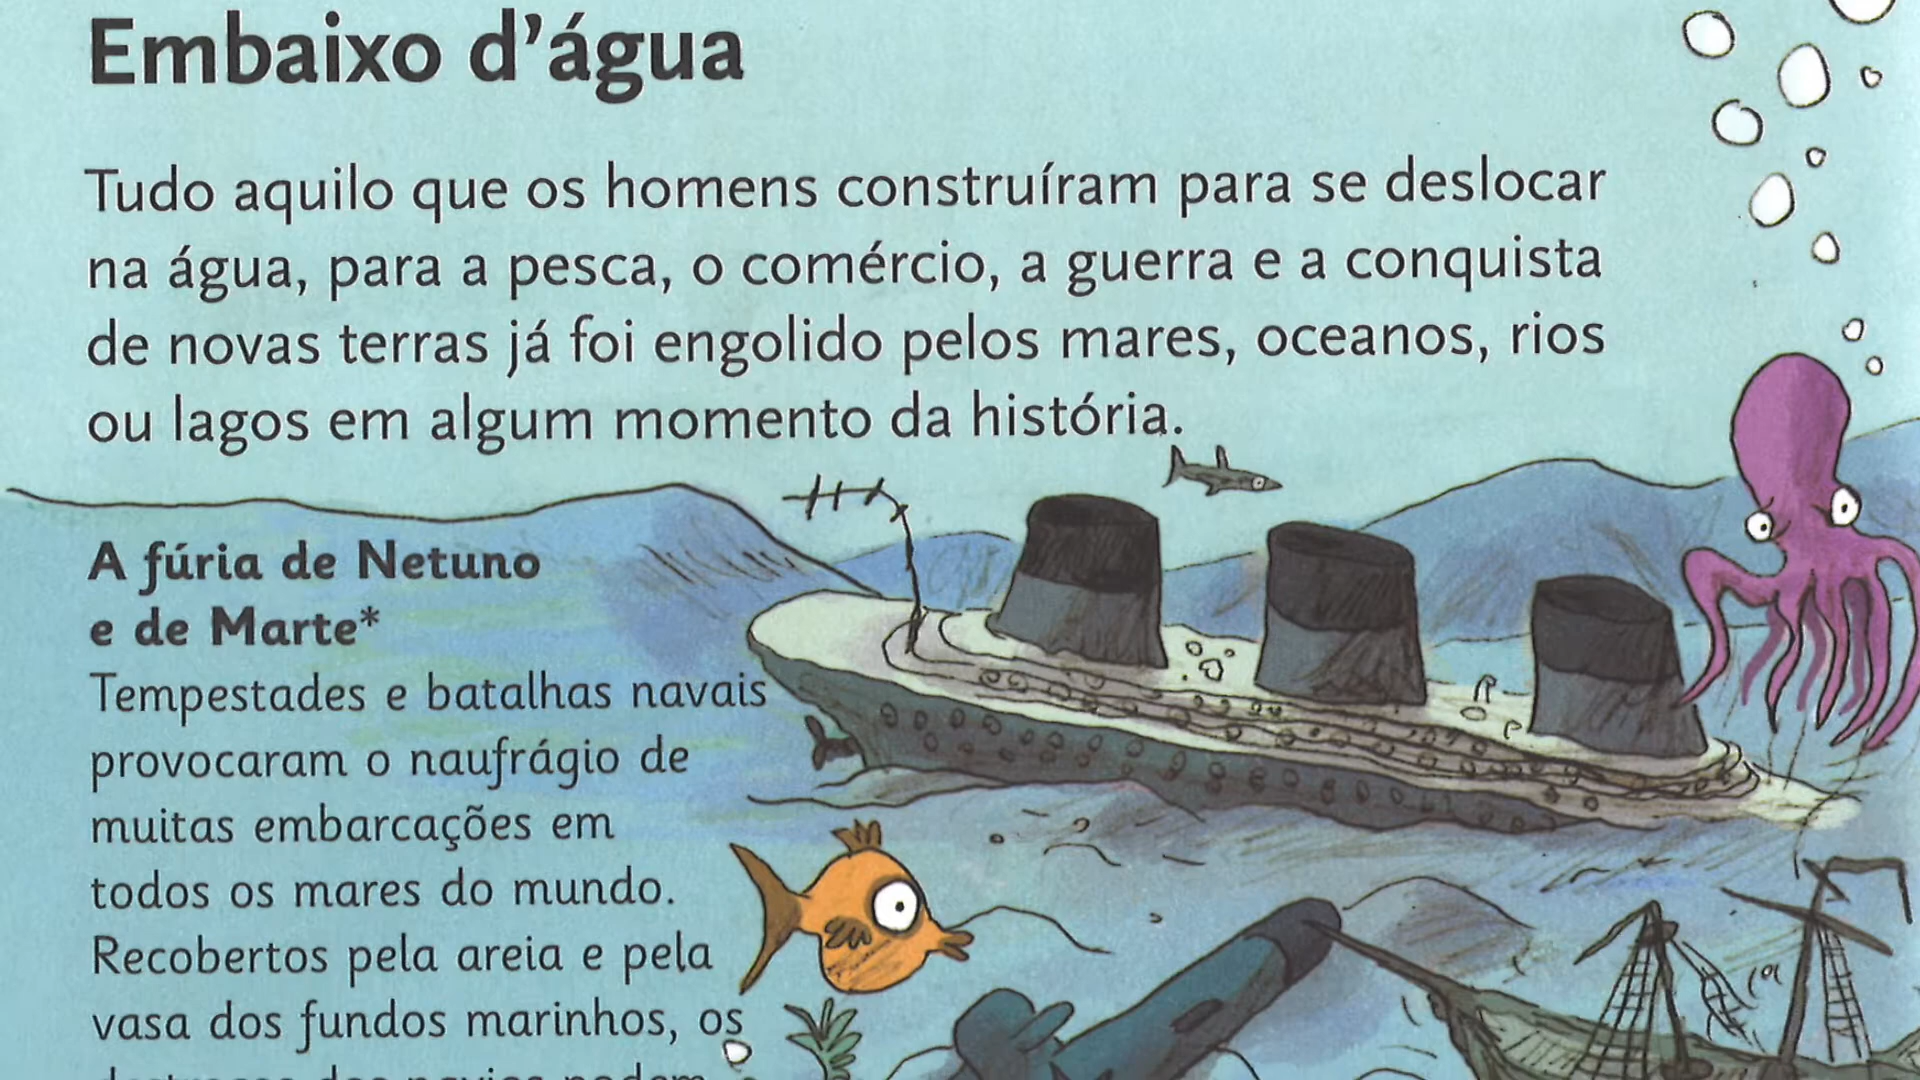 Embaixo d’água
Tudo aquilo que os homens construíram para se deslocar
na água, para a pesca, o comércio, a guerra e a conquista
de novas terras já foi engolido pelos mares, oceanos, rios
ou lagos em algum momento da história.
A fúria de Netuno
e de Marte*
Tempestades e batalhas navais
provocaram o naufrágio de
muitas embarcações em
todos os mares do mundo.
Recobertos pela areia e pela
vasa dos fundos marinhos, os